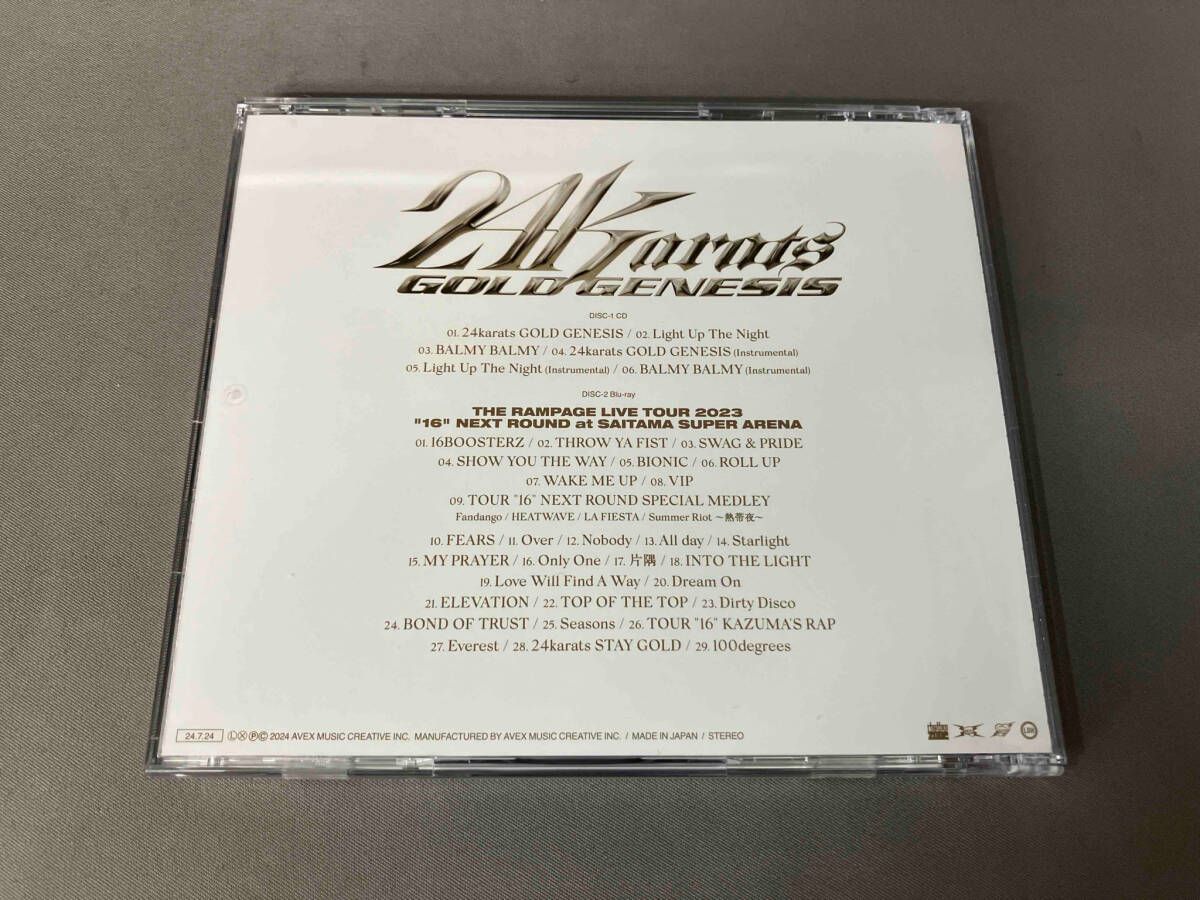 24karats
GOLD GENESIS
DISC-1 CD
01. 24karats GOLD GENESIS / 02. Light Up The Night
03. BALMY BALMY / 04. 24karats GOLD GENESIS (Instrumental)
05. Light Up The Night (Instrumental) / 06. BALMY BALMY (Instrumental)
DISC-2 Blu-ray
THE RAMPAGE LIVE TOUR 2023
"16" NEXT ROUND at SAITAMA SUPER ARENA
01. 16BOOSTERZ / 02. THROW YA FIST / 03. SWAG & PRIDE
04. SHOW YOU THE WAY / 05. BIONIC / 06. ROLL UP
07. WAKE ME UP / 08. VIP
09. TOUR "16" NEXT ROUND SPECIAL MEDLEY
Fandango / HEATWAVE / LA FIESTA / Summer Riot 〜熱帯夜〜
10. FEARS / 11. Over / 12. Nobody / 13. All day / 14. Starlight
15. MY PRAYER / 16. Only One / 17. 片隅 / 18. INTO THE LIGHT
19. Love Will Find A Way / 20. Dream On
21. ELEVATION / 22. TOP OF THE TOP / 23. Dirty Disco
24. BOND OF TRUST / 25. Seasons / 26. TOUR "16" KAZUMA'S RAP
27. Everest / 28. 24karats STAY GOLD / 29. 100degrees
24.7.24 ⓁⓍⓅⒸ 2024 AVEX MUSIC CREATIVE INC. MANUFACTURED BY AVEX MUSIC CREATIVE INC. / MADE IN JAPAN / STEREO
LDH